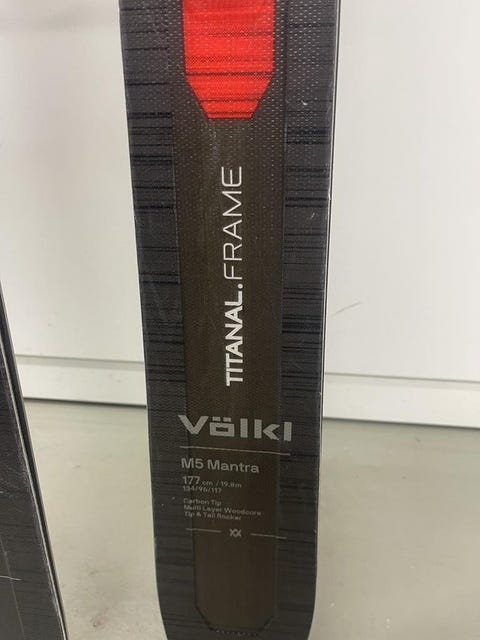 TITANAL.FRAME
Völkl
M5 Mantra
177 cm / 19.8m
134/96/117
Carbon Tip
Multi Layer Woodcore
Tip & Tail Rocker